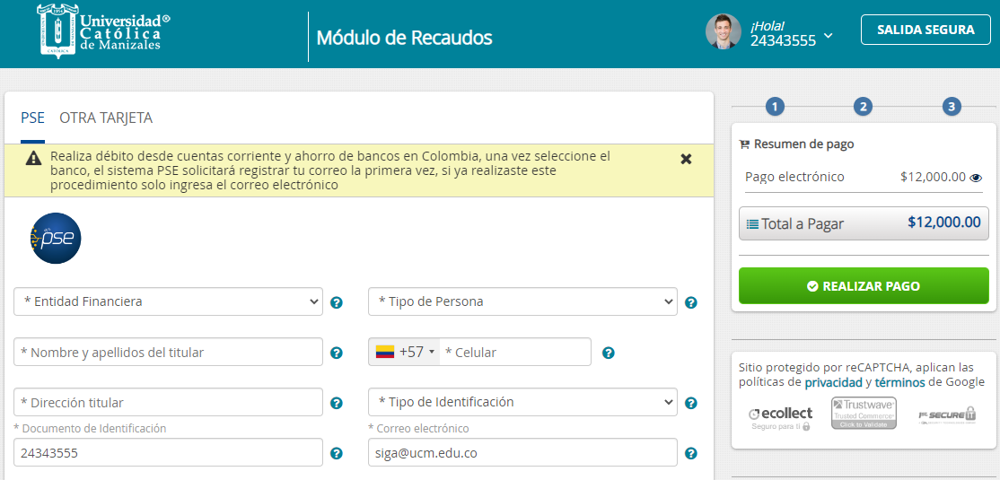 Universidad®
Católica
de Manizales
Módulo de Recaudos
¡Hola!
24343555
SALIDA SEGURA
PSE
OTRA TARJETA
Realiza débito desde cuentas corriente y ahorro de bancos en Colombia, una vez seleccione el
banco, el sistema PSE solicitará registrar tu correo la primera vez, si ya realizaste este
procedimiento solo ingresa el correo electrónico
pse
* Entidad Financiera
* Tipo de Persona
* Nombre y apellidos del titular
+57
* Celular
* Dirección titular
* Tipo de Identificación
* Documento de Identificación
* Correo electrónico
24343555
siga@ucm.edu.co
1
2
3
Resumen de pago
Pago electrónico
$12,000.00
Total a Pagar
$12,000.00
REALIZAR PAGO
Sitio protegido por reCAPTCHA, aplican las
políticas de privacidad y términos de Google
ecollect
Seguro para ti
Trustwave®
Trusted Commerce™
Click to Validate
SECURE IT